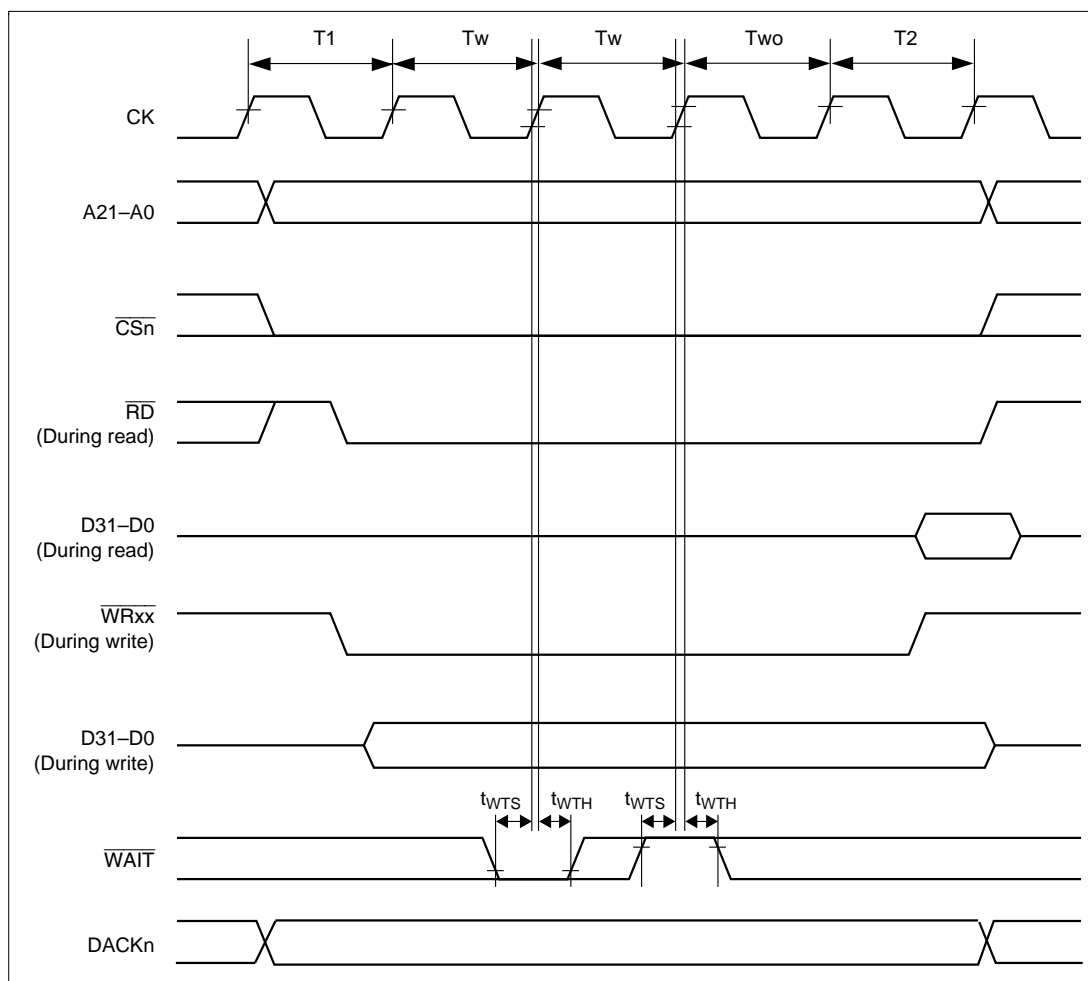 T1 Tw Tw Two T2
CK
A21–A0
CSn
RD
(During read)
D31–D0
(During read)
WRxx
(During write)
D31–D0
(During write)
tWTS tWTH tWTS tWTH
WAIT
DACKn